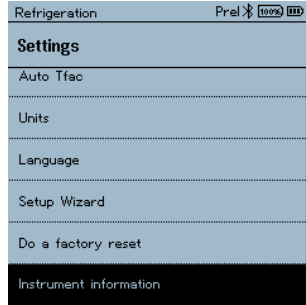 Refrigeration Prel 100%
Settings
Auto Tfac
Units
Language
Setup Wizard
Do a factory reset
Instrument information